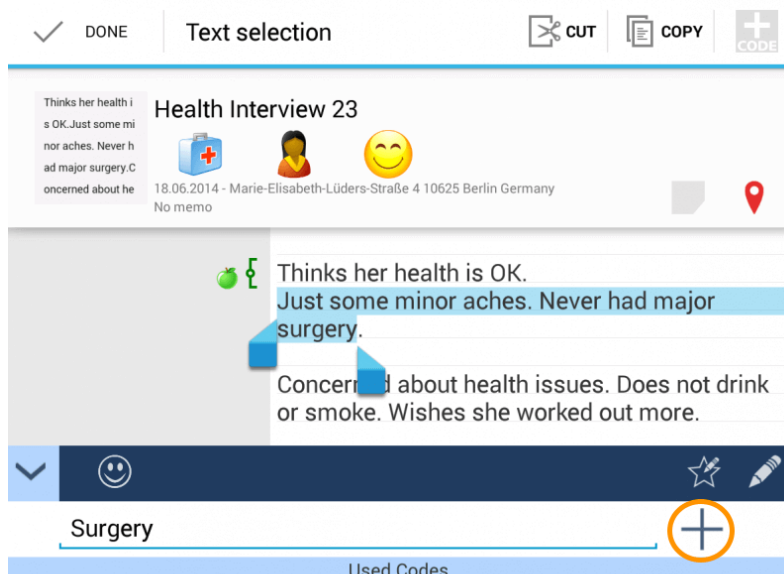 DONE
Text selection
CUT
COPY
CODE
Thinks her health i
s OK.Just some mi
nor aches. Never h
ad major surgery.C
oncerned about he
Health Interview 23
18.06.2014 - Marie-Elisabeth-Lüders-Straße 4 10625 Berlin Germany
No memo
Thinks her health is OK.
Just some minor aches. Never had major
surgery.
Concerned about health issues. Does not drink
or smoke. Wishes she worked out more.
Surgery
Used Codes